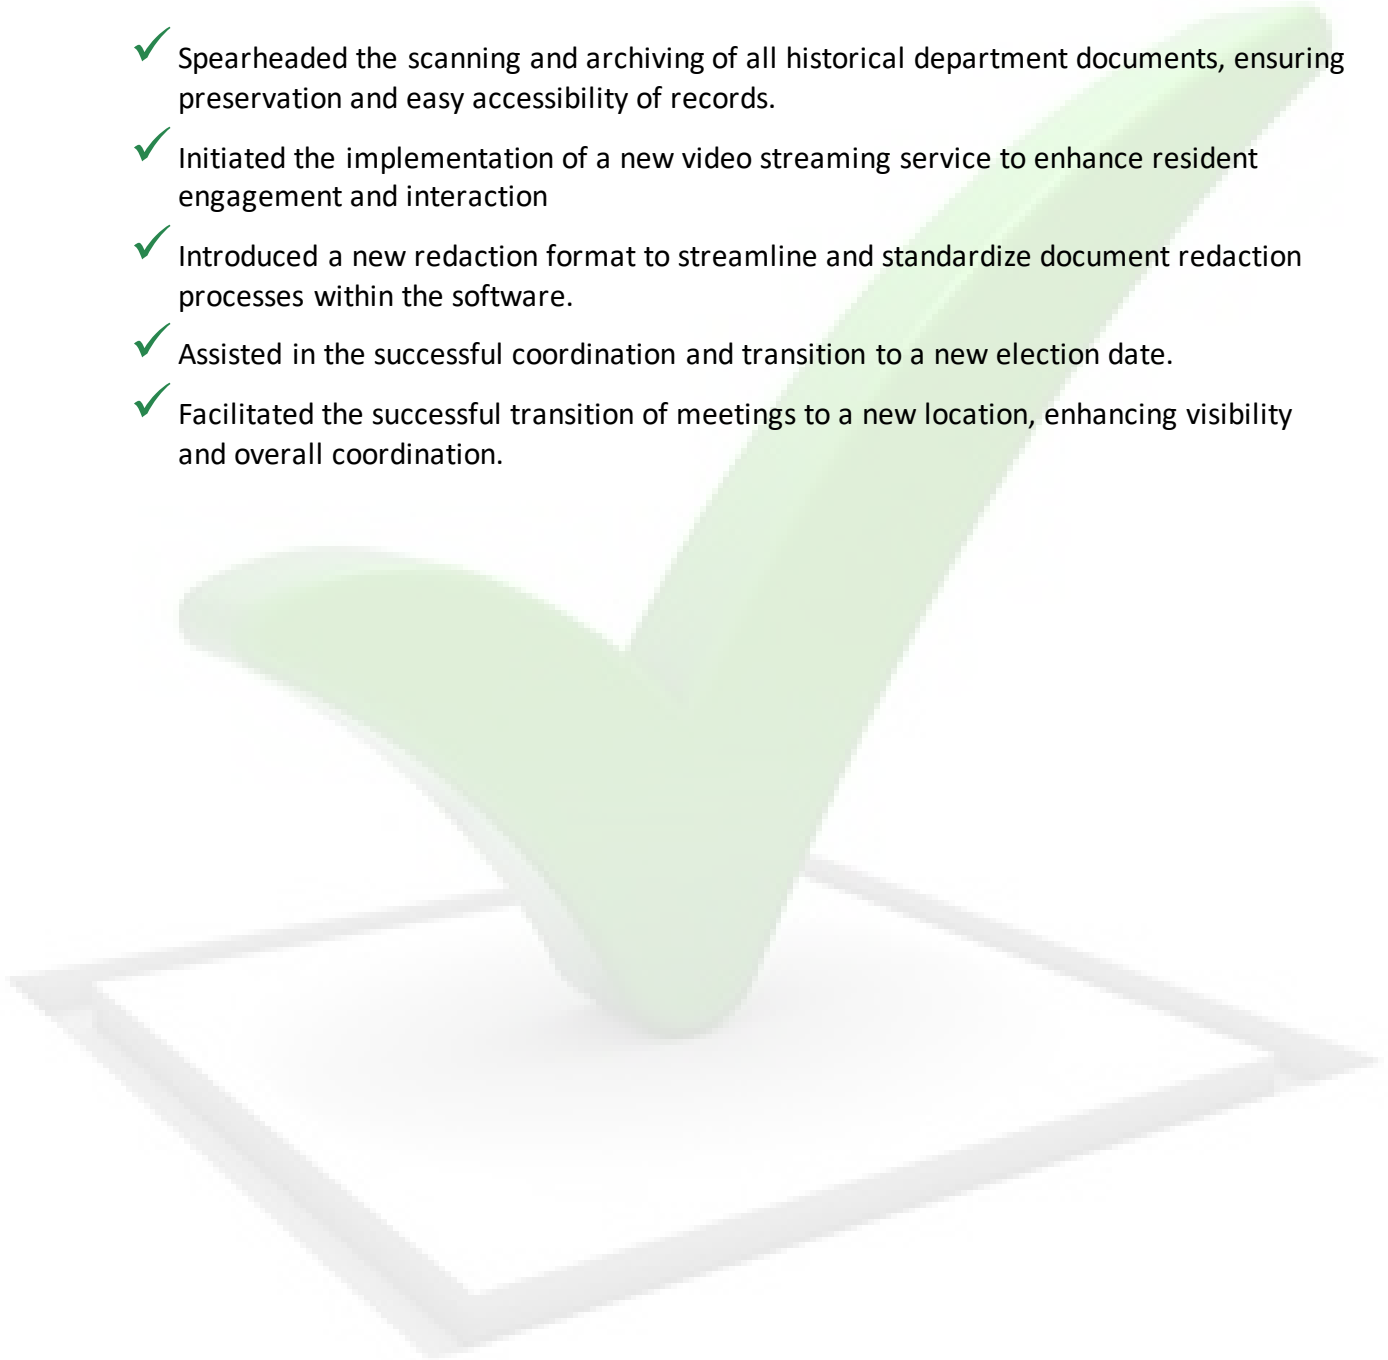 ✓ Spearheaded the scanning and archiving of all historical department documents, ensuring
preservation and easy accessibility of records.
✓ Initiated the implementation of a new video streaming service to enhance resident
engagement and interaction
✓ Introduced a new redaction format to streamline and standardize document redaction
processes within the software.
✓ Assisted in the successful coordination and transition to a new election date.
✓ Facilitated the successful transition of meetings to a new location, enhancing visibility
and overall coordination.